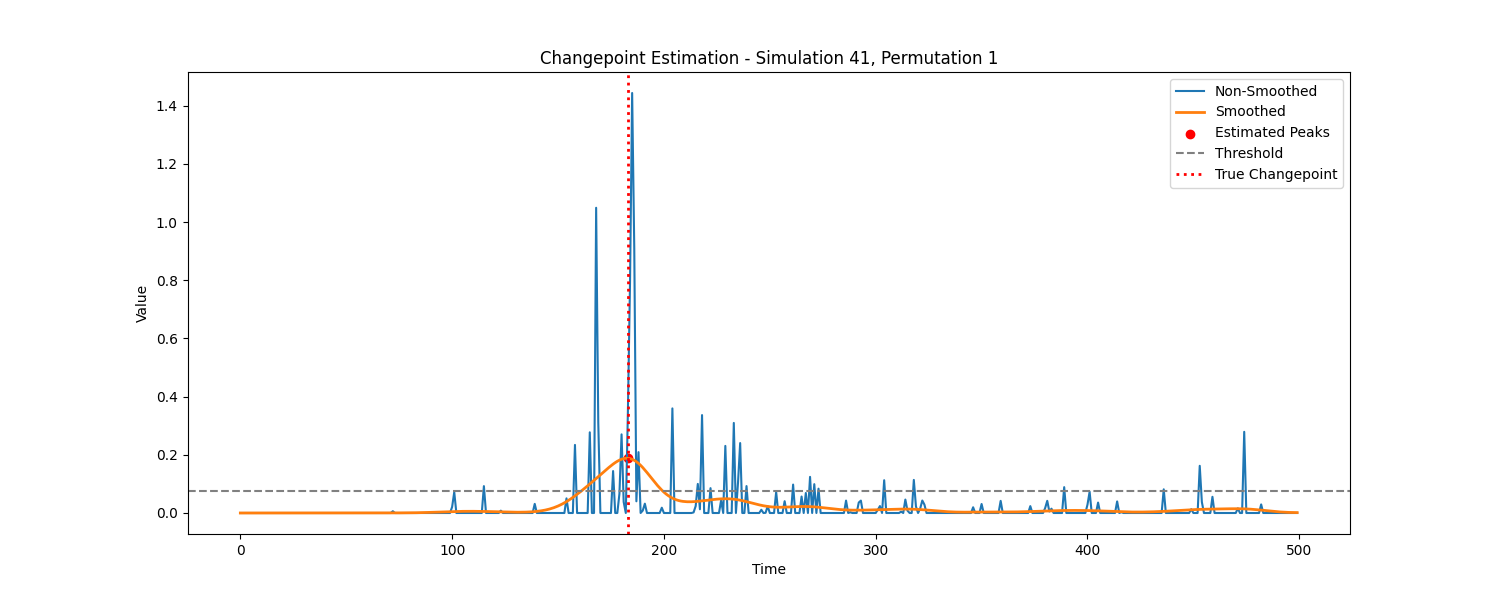 Changepoint Estimation - Simulation 41, Permutation 1
Non-Smoothed
Smoothed
Estimated Peaks
Threshold
True Changepoint
Value
1.4
1.2
1.0
0.8
0.6
0.4
0.2
0.0
0 100 200 300 400 500
Time